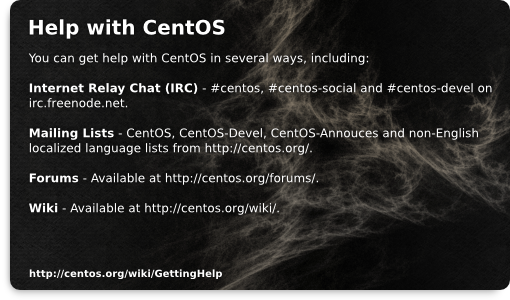 Help with CentOS
You can get help with CentOS in several ways, including:
Internet Relay Chat (IRC) - #centos, #centos-social and #centos-devel on
irc.freenode.net.
Mailing Lists - CentOS, CentOS-Devel, CentOS-Annouces and non-English
localized language lists from http://centos.org/.
Forums - Available at http://centos.org/forums/.
Wiki - Available at http://centos.org/wiki/.
http://centos.org/wiki/GettingHelp